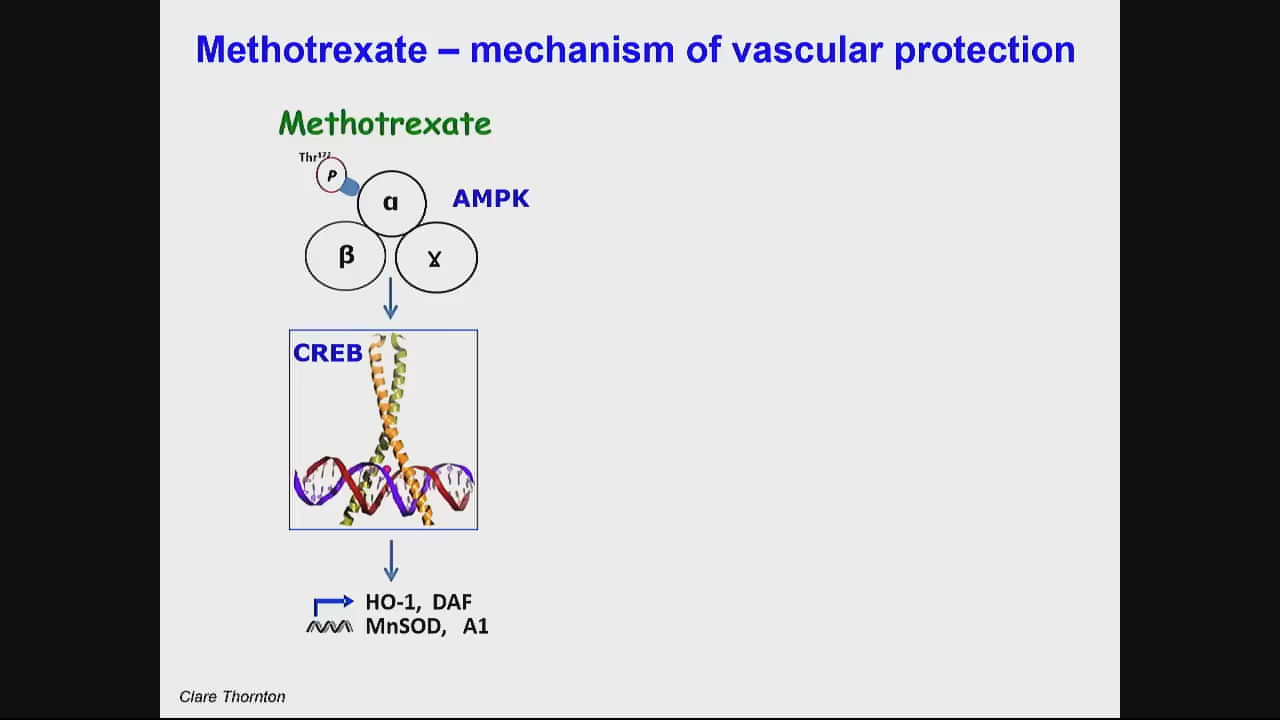 Methotrexate – mechanism of vascular protection
Methotrexate
Thr¹⁷²
P
α
AMPK
β
γ
CREB
HO-1, DAF
MnSOD, A1
Clare Thornton